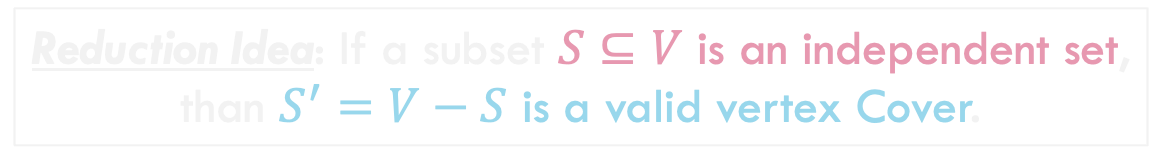 Reduction Idea: If a subset 𝑆 ⊆ 𝑉 is an independent set,
than 𝑆′ = 𝑉 − 𝑆 is a valid vertex Cover.